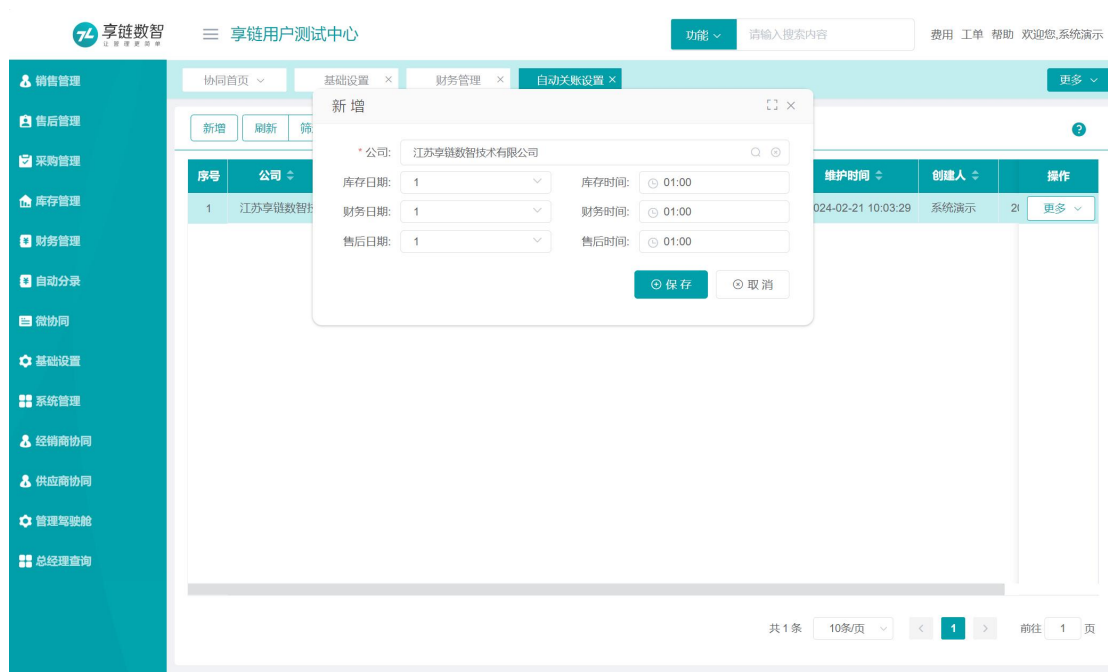 享链数智
让管理更简单
享链用户测试中心
功能
请输入搜索内容
费用 工单 帮助 欢迎您,系统演示
销售管理
售后管理
采购管理
库存管理
财务管理
自动分录
微协同
基础设置
系统管理
经销商协同
供应商协同
管理驾驶舱
总经理查询
协同首页
基础设置 ×
财务管理 ×
自动关账设置 ×
更多
新增
刷新
筛
?
序号 公司 维护时间 创建人 操作
1 江苏享链数智技 024-02-21 10:03:29 系统演示 20 更多
新增
* 公司: 江苏享链数智技术有限公司
库存日期: 1 库存时间: 01:00
财务日期: 1 财务时间: 01:00
售后日期: 1 售后时间: 01:00
保存 取消
共 1 条 10条/页 < 1 > 前往 1 页